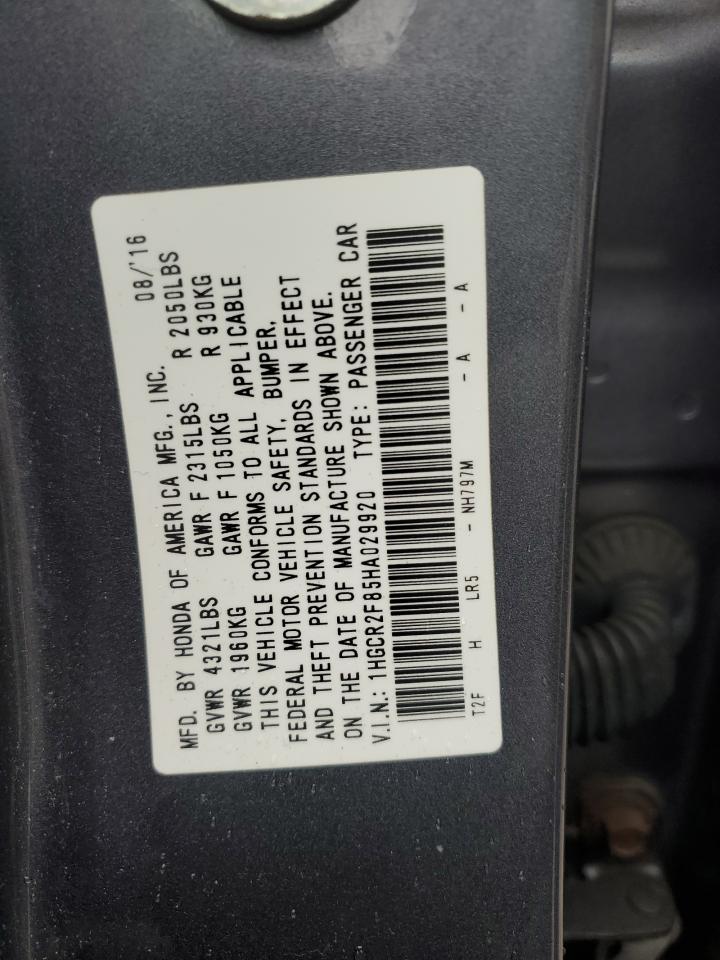 MFD. BY HONDA OF AMERICA MFG., INC. 08/'16
GVWR 4321LBS GAWR F 2315LBS R 2050LBS
GVWR 1960KG GAWR F 1050KG R 930KG
THIS VEHICLE CONFORMS TO ALL APPLICABLE
FEDERAL MOTOR VEHICLE SAFETY, BUMPER,
AND THEFT PREVENTION STANDARDS IN EFFECT
ON THE DATE OF MANUFACTURE SHOWN ABOVE.
V.I.N.: 1HGCR2F85HA029920 TYPE: PASSENGER CAR
T2F H LR5 - NH797M - A - A